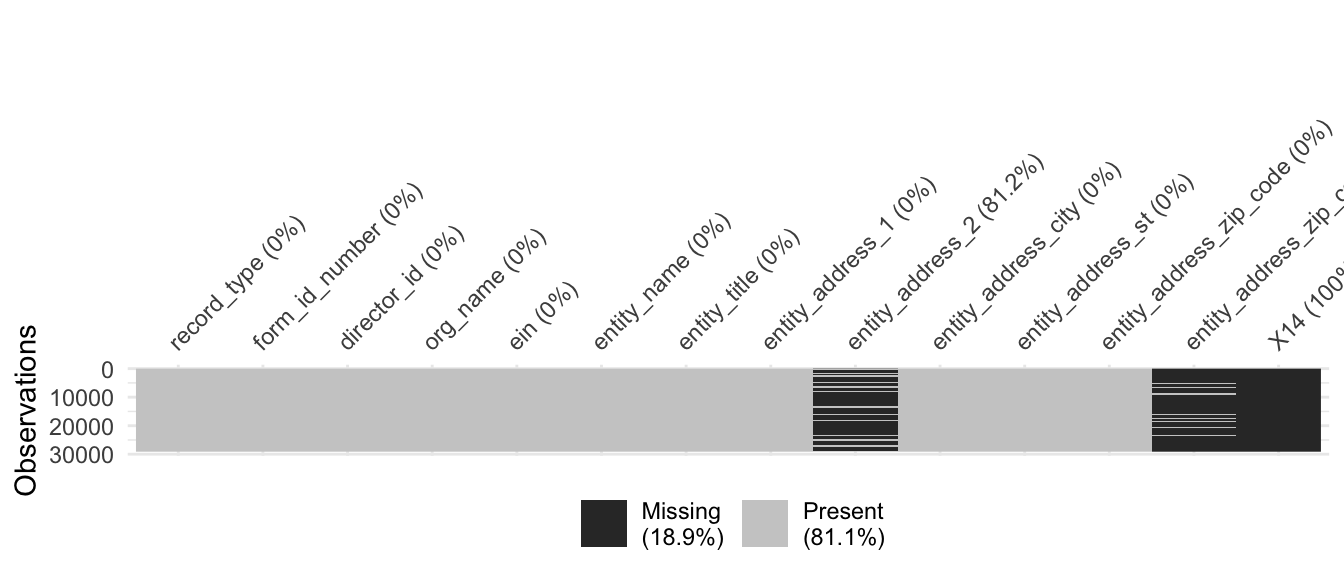 record_type (0%)
form_id_number (0%)
director_id (0%)
org_name (0%)
ein (0%)
entity_name (0%)
entity_title (0%)
entity_address_1 (0%)
entity_address_2 (81.2%)
entity_address_city (0%)
entity_address_st (0%)
entity_address_zip_code (0%)
entity_address_zip_c
X14 (100%
Observations
0
10000
20000
30000
Missing
(18.9%)
Present
(81.1%)